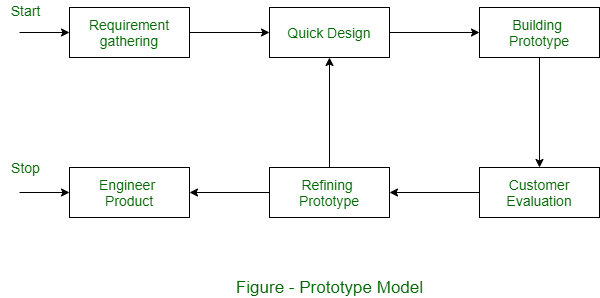 Start
Requirement
gathering
Quick Design
Building
Prototype
Stop
Engineer
Product
Refining
Prototype
Customer
Evaluation
Figure - Prototype Model